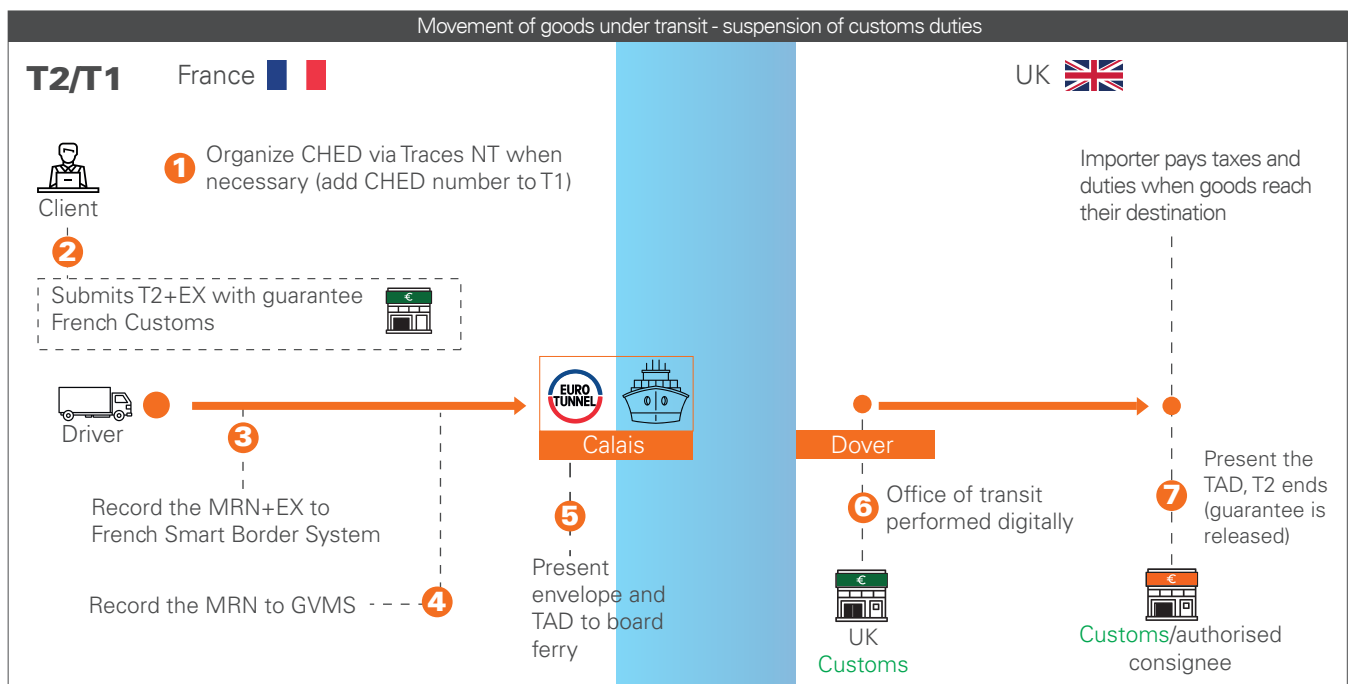 Movement of goods under transit - suspension of customs duties
T2/T1
France
UK
1
Organize CHED via Traces NT when
necessary (add CHED number to T1)
Client
2
Submits T2+EX with guarantee
French Customs
€
Importer pays taxes and
duties when goods reach
their destination
Driver
EURO
TUNNEL
Calais
Dover
3
Record the MRN+EX to
French Smart Border System
Record the MRN to GVMS
4
5
Present
envelope and
TAD to board
ferry
6
Office of transit
performed digitally
€
UK
Customs
7
Present the
TAD, T2 ends
(guarantee is
released)
€
Customs/authorised
consignee